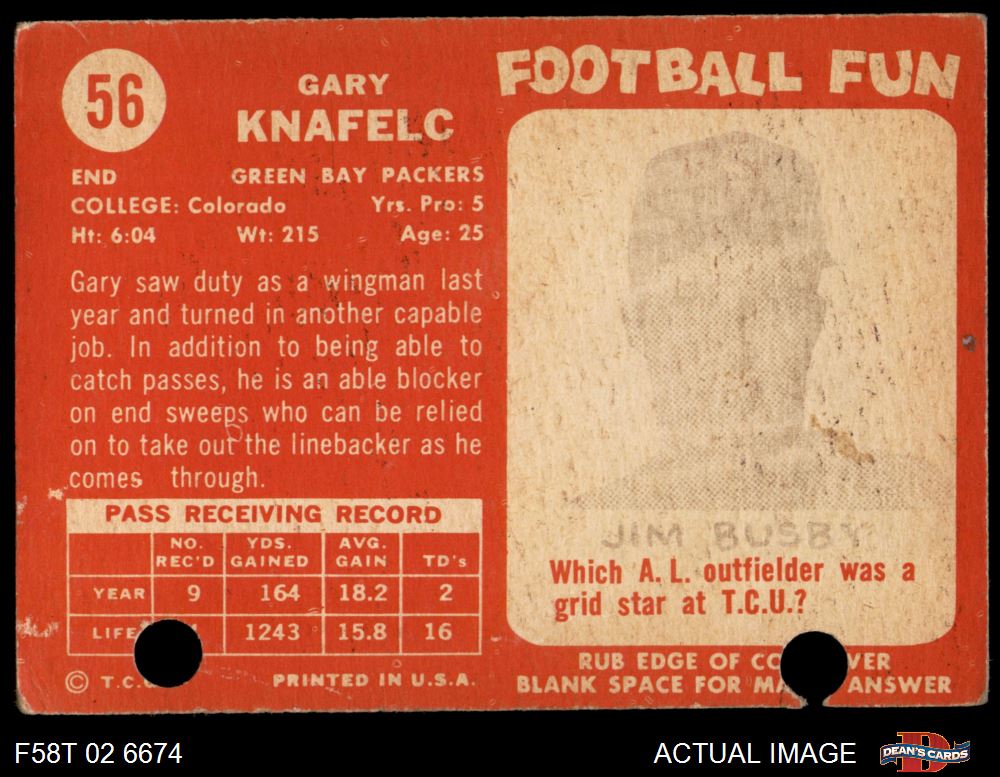 56
GARY
KNAFELC
END GREEN BAY PACKERS
COLLEGE: Colorado Yrs. Pro: 5
Ht: 6:04 Wt: 215 Age: 25
Gary saw duty as a wingman last
year and turned in another capable
job. In addition to being able to
catch passes, he is an able blocker
on end sweeps who can be relied
on to take out the linebacker as he
comes through.
PASS RECEIVING RECORD
NO. REC'D YDS. GAINED AVG. GAIN TD's
YEAR 9 164 18.2 2
LIFE 1243 15.8 16
© T.C. PRINTED IN U.S.A.
FOOTBALL FUN
JIM BUSBY
Which A. L. outfielder was a
grid star at T.C.U.?
RUB EDGE OF CO VER
BLANK SPACE FOR MA ANSWER
F58T 02 6674
ACTUAL IMAGE
D
DEAN'S CARDS